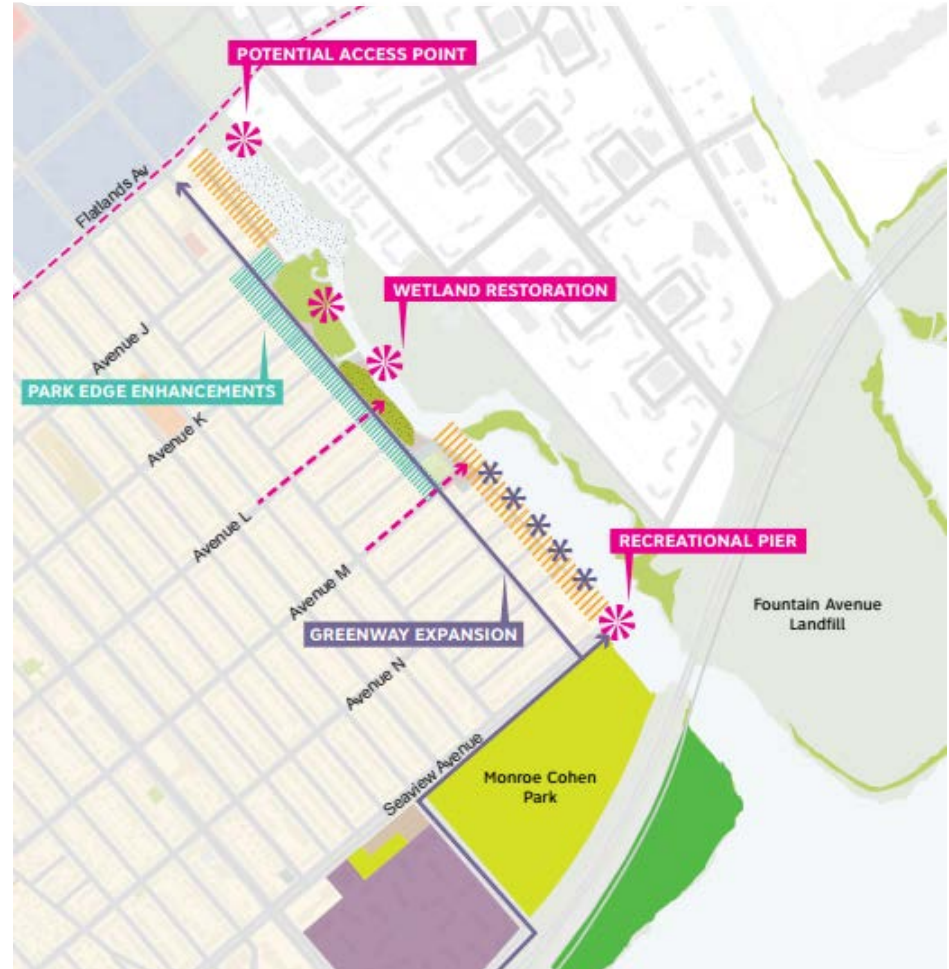 POTENTIAL ACCESS POINT
Flatlands Av
WETLAND RESTORATION
Avenue J
PARK EDGE ENHANCEMENTS
Avenue K
Avenue L
RECREATIONAL PIER
Avenue M
Fountain Avenue
Landfill
GREENWAY EXPANSION
Avenue N
Seaview Avenue
Monroe Cohen
Park